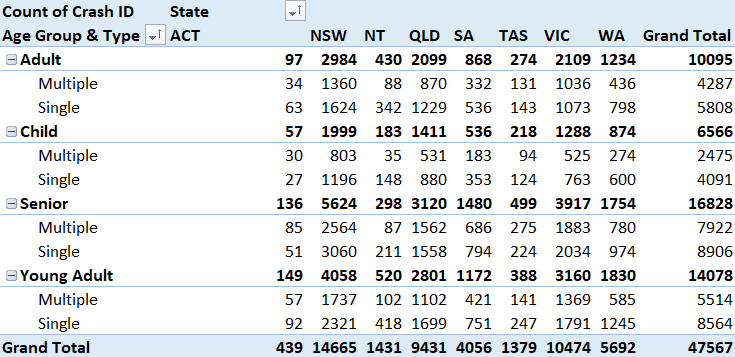 Count of Crash ID State
Age Group & Type ACT NSW NT QLD SA TAS VIC WA Grand Total
Adult 97 2984 430 2099 868 274 2109 1234 10095
Multiple 34 1360 88 870 332 131 1036 436 4287
Single 63 1624 342 1229 536 143 1073 798 5808
Child 57 1999 183 1411 536 218 1288 874 6566
Multiple 30 803 35 531 183 94 525 274 2475
Single 27 1196 148 880 353 124 763 600 4091
Senior 136 5624 298 3120 1480 499 3917 1754 16828
Multiple 85 2564 87 1562 686 275 1883 780 7922
Single 51 3060 211 1558 794 224 2034 974 8906
Young Adult 149 4058 520 2801 1172 388 3160 1830 14078
Multiple 57 1737 102 1102 421 141 1369 585 5514
Single 92 2321 418 1699 751 247 1791 1245 8564
Grand Total 439 14665 1431 9431 4056 1379 10474 5692 47567